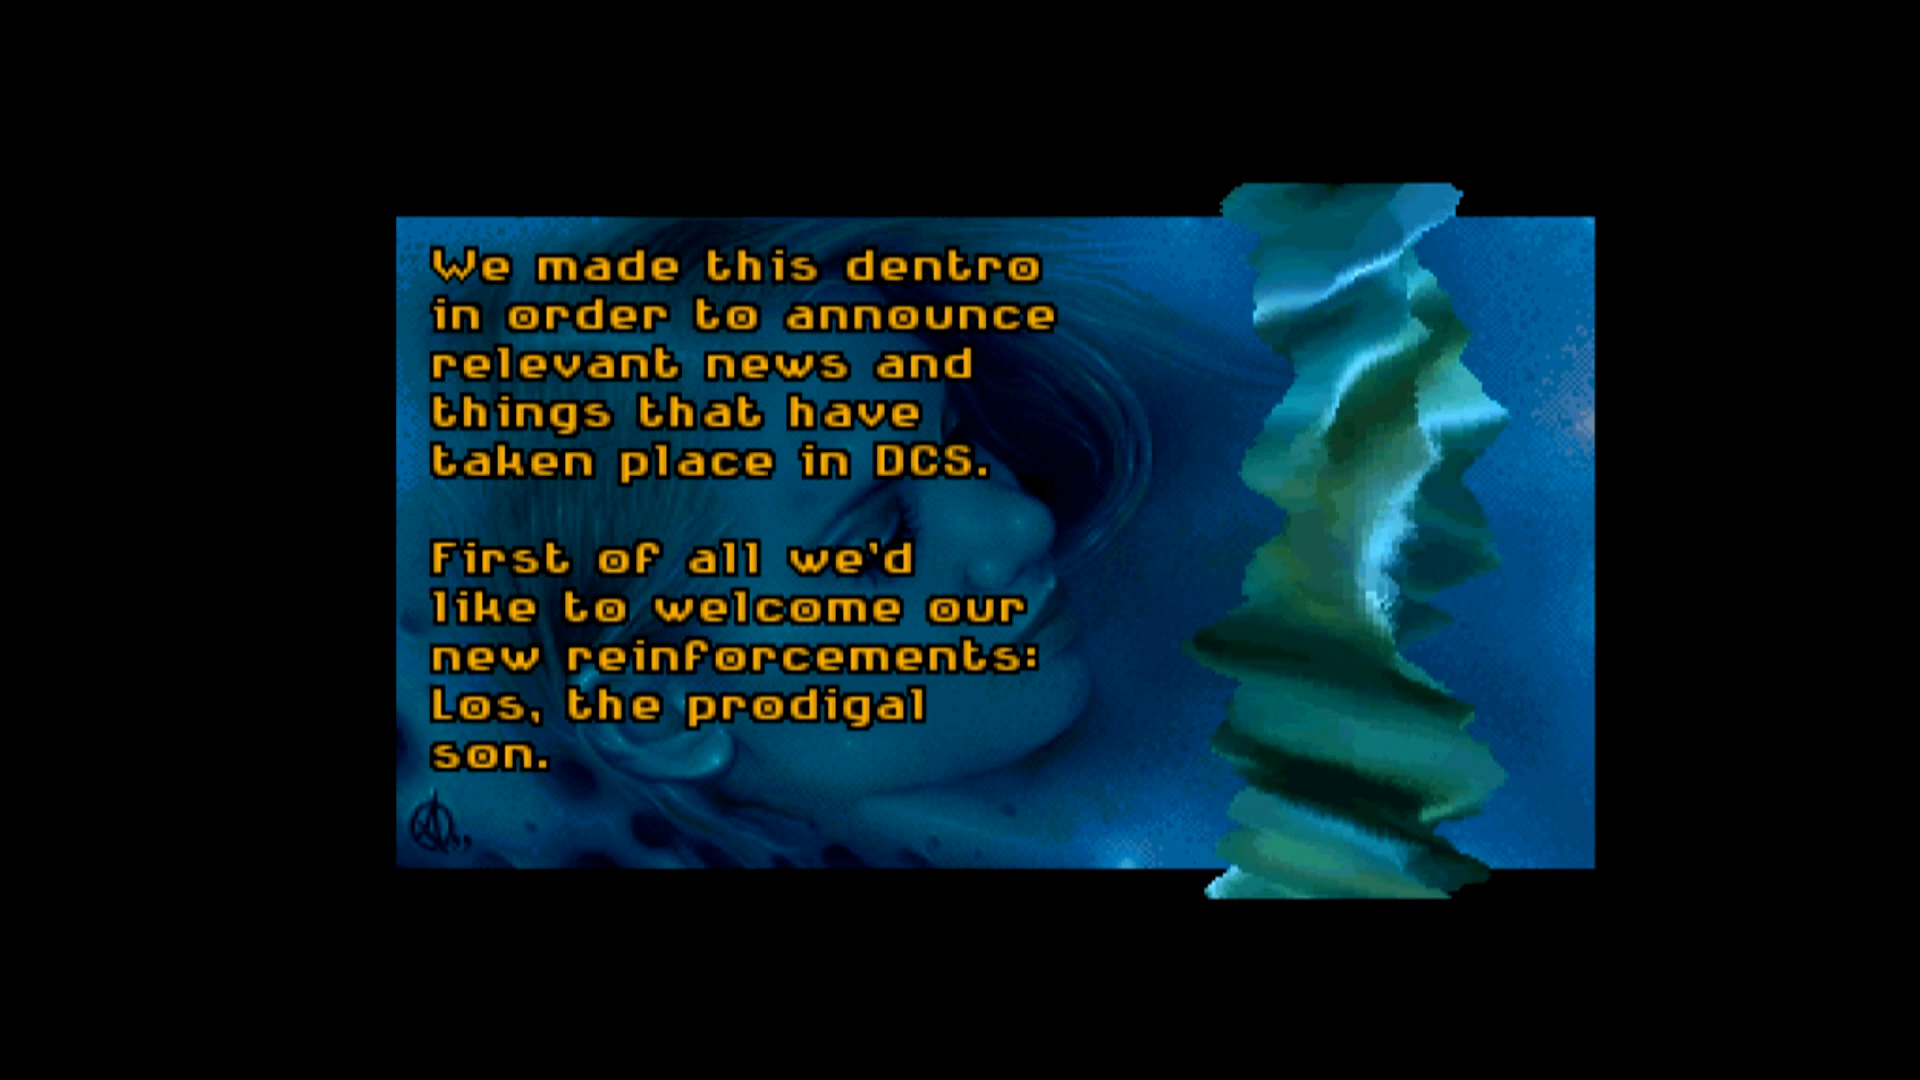 We made this dentro
in order to announce
relevant news and
things that have
taken place in DCS.
First of all we'd
like to welcome our
new reinforcements:
Los, the prodigal
son.